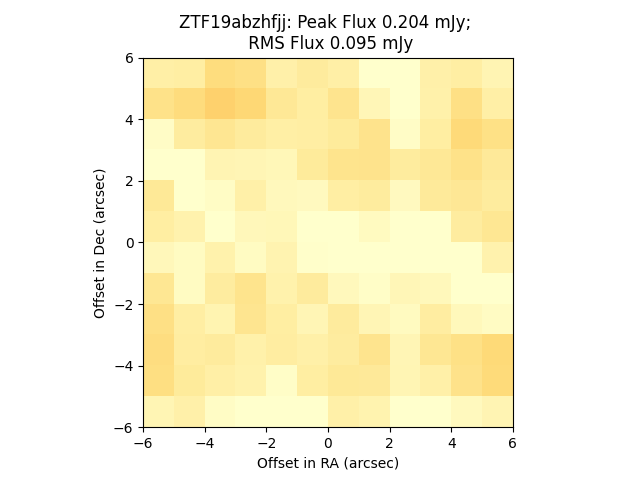 ZTF19abzhfjj: Peak Flux 0.204 mJy;
RMS Flux 0.095 mJy
6
4
2
0
−2
−4
−6
Offset in Dec (arcsec)
−6 −4 −2 0 2 4 6
Offset in RA (arcsec)